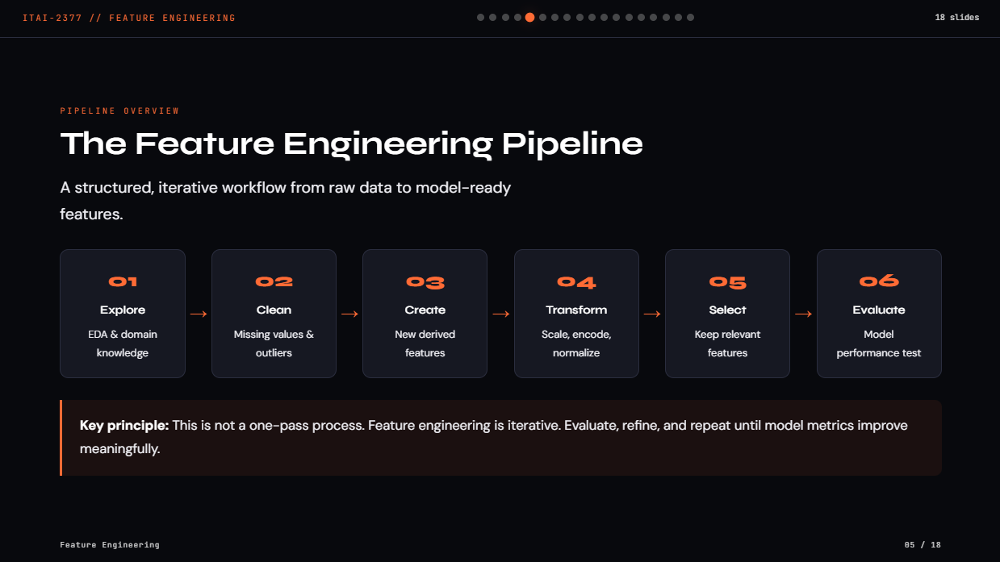 ITAI-2377 // FEATURE ENGINEERING
18 slides
PIPELINE OVERVIEW
The Feature Engineering Pipeline
A structured, iterative workflow from raw data to model-ready
features.
01
Explore
EDA & domain
knowledge
→
02
Clean
Missing values &
outliers
→
03
Create
New derived
features
→
04
Transform
Scale, encode,
normalize
→
05
Select
Keep relevant
features
→
06
Evaluate
Model
performance test
Key principle: This is not a one-pass process. Feature engineering is iterative. Evaluate, refine, and repeat until model metrics improve
meaningfully.
Feature Engineering
05 / 18